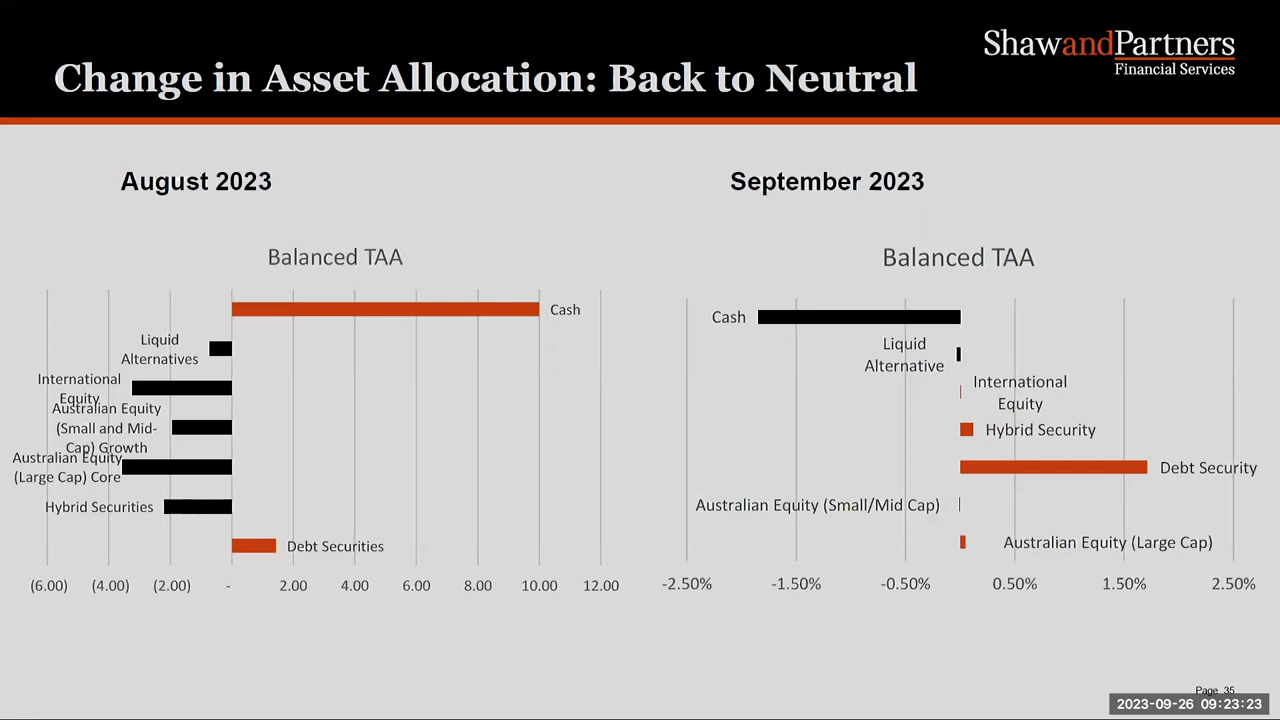 ShawandPartners
Financial Services
Change in Asset Allocation: Back to Neutral
August 2023
Balanced TAA
Cash
Liquid
Alternatives
International
Equity
Australian Equity
(Small and Mid-
Cap) Growth
Australian Equity
(Large Cap) Core
Hybrid Securities
Debt Securities
(6.00) (4.00) (2.00) - 2.00 4.00 6.00 8.00 10.00 12.00
September 2023
Balanced TAA
Cash
Liquid
Alternative
International
Equity
Hybrid Security
Debt Security
Australian Equity (Small/Mid Cap)
Australian Equity (Large Cap)
-2.50% -1.50% -0.50% 0.50% 1.50% 2.50%
Page 35
2023-09-26 09:23:23